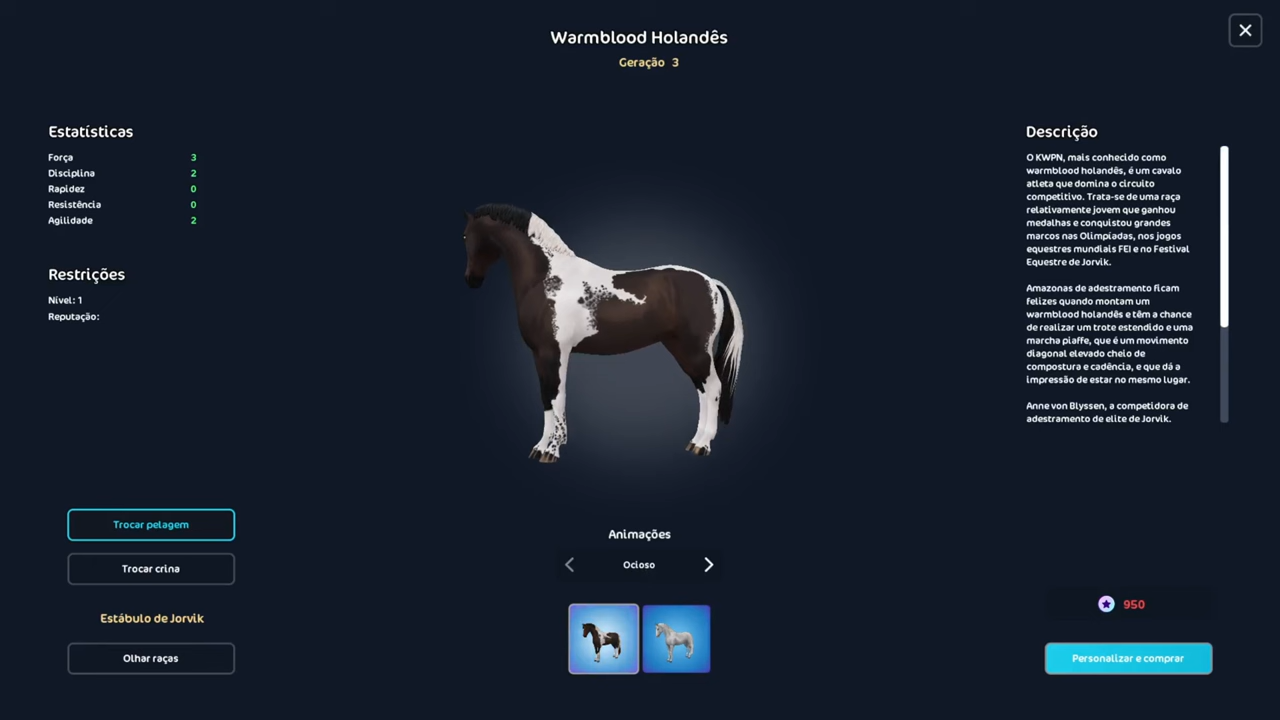 Warmblood Holandês
Geração 3
Estatísticas
Força 3
Disciplina 2
Rapidez 0
Resistência 0
Agilidade 2
Restrições
Nível: 1
Reputação:
Trocar pelagem
Trocar crina
Estábulo de Jorvik
Olhar raças
Animações
Ocioso
Descrição
O KWPN, mais conhecido como
warmblood holandês, é um cavalo
atleta que domina o circuito
competitivo. Trata-se de uma raça
relativamente jovem que ganhou
medalhas e conquistou grandes
marcos nas Olimpíadas, nos jogos
equestres mundiais FEI e no Festival
Equestre de Jorvik.
Amazonas de adestramento ficam
felizes quando montam um
warmblood holandês e têm a chance
de realizar um trote estendido e uma
marcha piaffe, que é um movimento
diagonal elevado cheio de
compostura e cadência, e que dá a
impressão de estar no mesmo lugar.
Anne von Blyssen, a competidora de
adestramento de elite de Jorvik.
950
Personalizar e comprar